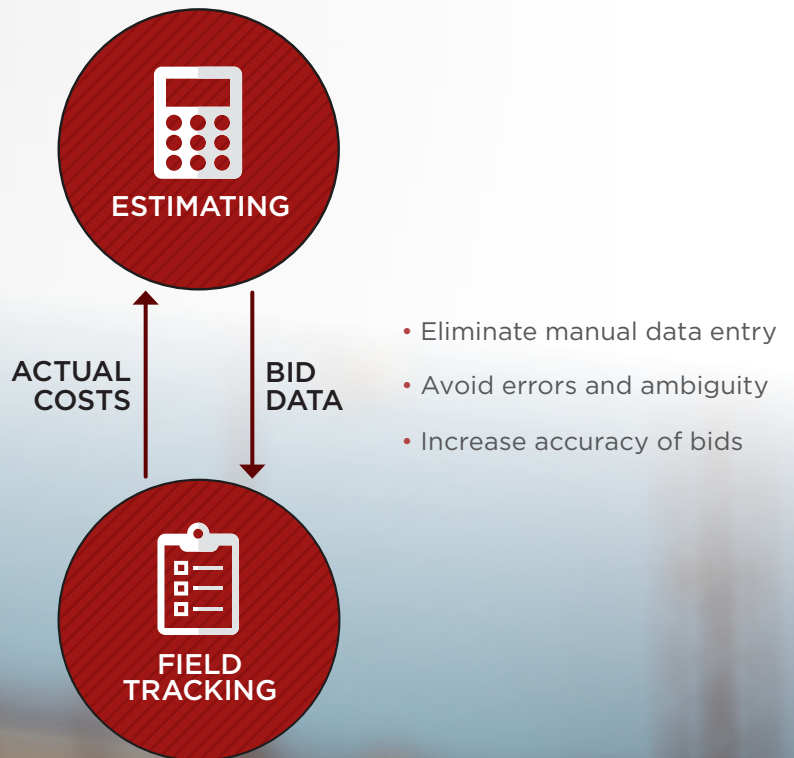 ESTIMATING
ACTUAL
COSTS
BID
DATA
• Eliminate manual data entry
• Avoid errors and ambiguity
• Increase accuracy of bids
FIELD
TRACKING